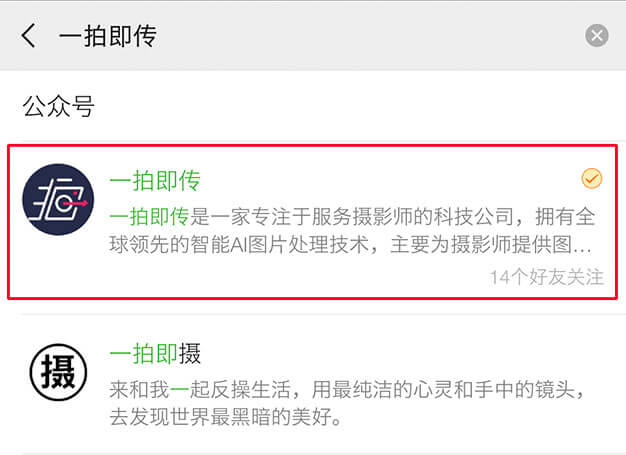 一拍即传
公众号
一拍即传
一拍即传是一家专注于服务摄影师的科技公司，拥有全
球领先的智能AI图片处理技术，主要为摄影师提供图…
14个好友关注
一拍即摄
摄
来和我一起反操生活，用最纯洁的心灵和手中的镜头，
去发现世界最黑暗的美好。